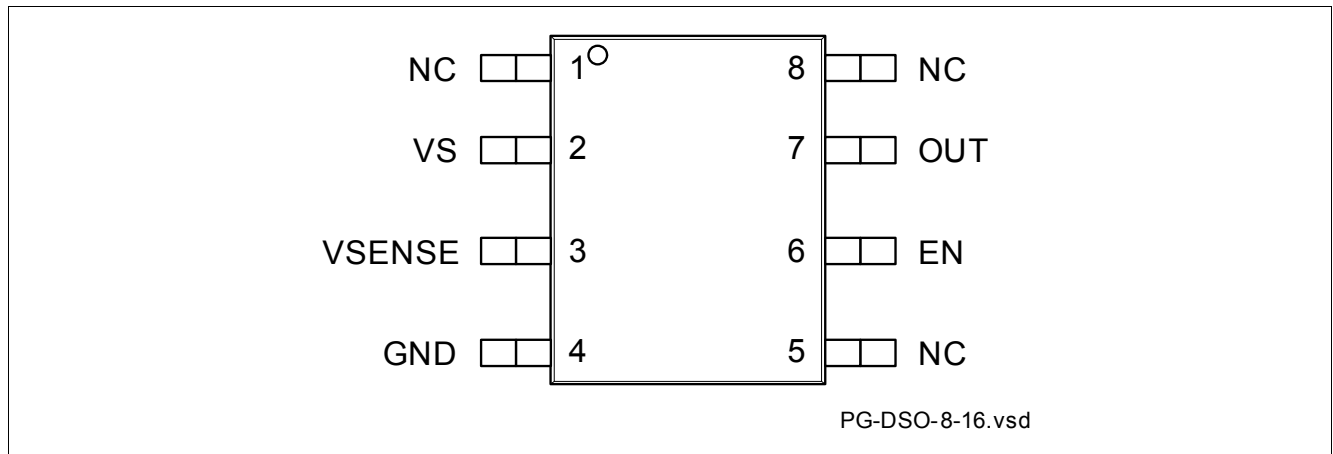 NC 1 8 NC
VS 2 7 OUT
VSENSE 3 6 EN
GND 4 5 NC
PG-DSO-8-16.vsd